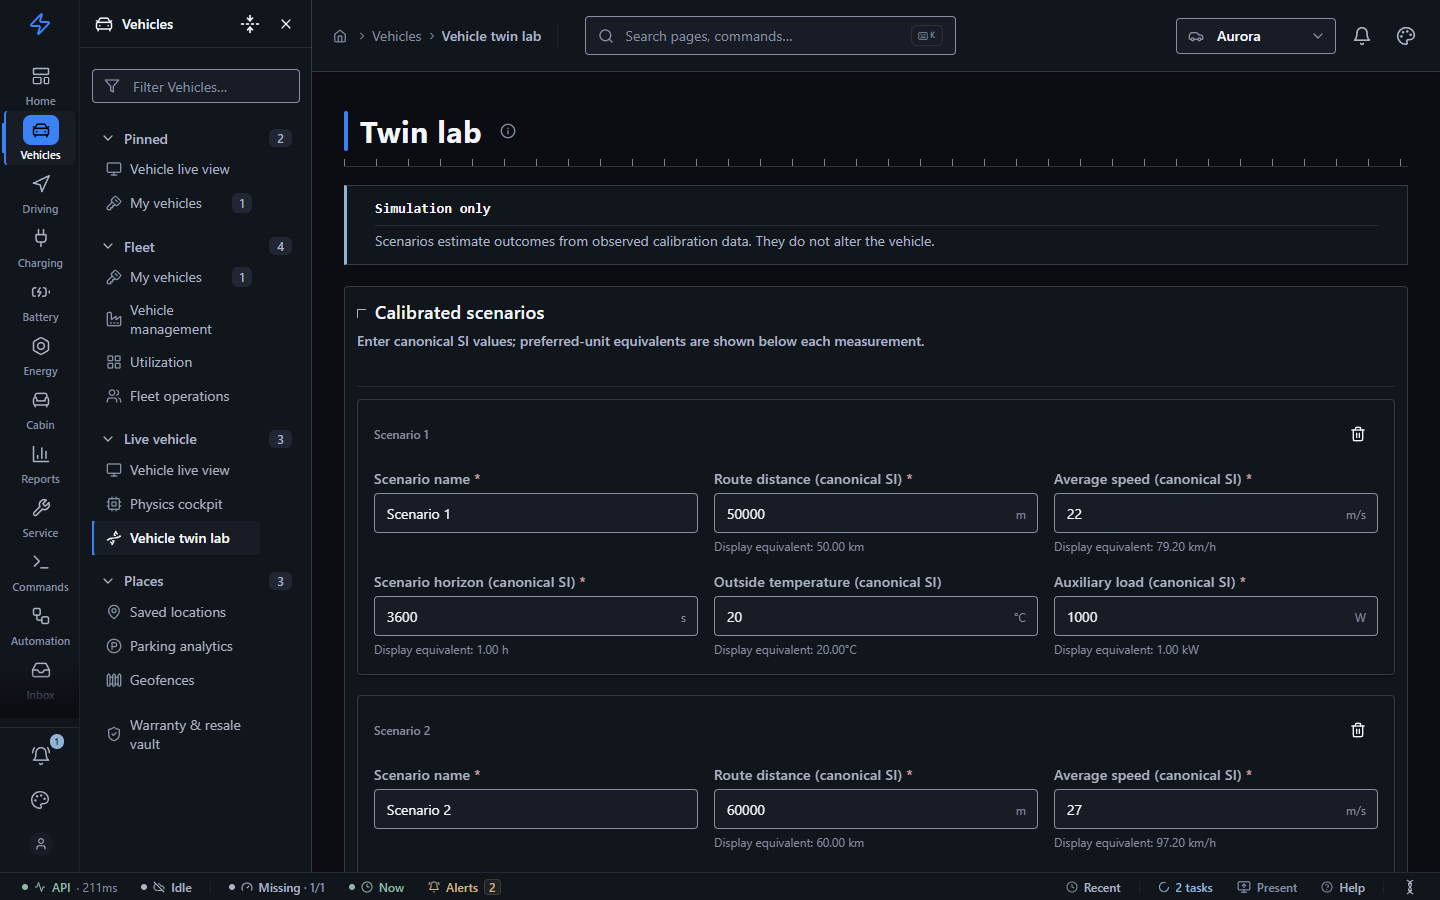 Home
Vehicles
Driving
Charging
Battery
Energy
Cabin
Reports
Service
Commands
Automation
Inbox
1
Vehicles
Filter Vehicles...
Pinned 2
Vehicle live view
My vehicles 1
Fleet 4
My vehicles 1
Vehicle
management
Utilization
Fleet operations
Live vehicle 3
Vehicle live view
Physics cockpit
Vehicle twin lab
Places 3
Saved locations
Parking analytics
Geofences
Warranty & resale
vault
Vehicles Vehicle twin lab
Search pages, commands... K
Aurora
Twin lab
Simulation only
Scenarios estimate outcomes from observed calibration data. They do not alter the vehicle.
Calibrated scenarios
Enter canonical SI values; preferred-unit equivalents are shown below each measurement.
Scenario 1
Scenario name * Route distance (canonical SI) * Average speed (canonical SI) *
Scenario 1 50000 m 22 m/s
Display equivalent: 50.00 km Display equivalent: 79.20 km/h
Scenario horizon (canonical SI) * Outside temperature (canonical SI) Auxiliary load (canonical SI) *
3600 s 20 °C 1000 W
Display equivalent: 1.00 h Display equivalent: 20.00°C Display equivalent: 1.00 kW
Scenario 2
Scenario name * Route distance (canonical SI) * Average speed (canonical SI) *
Scenario 2 60000 m 27 m/s
Display equivalent: 60.00 km Display equivalent: 97.20 km/h
API · 211ms Idle Missing · 1/1 Now Alerts 2 Recent 2 tasks Present Help